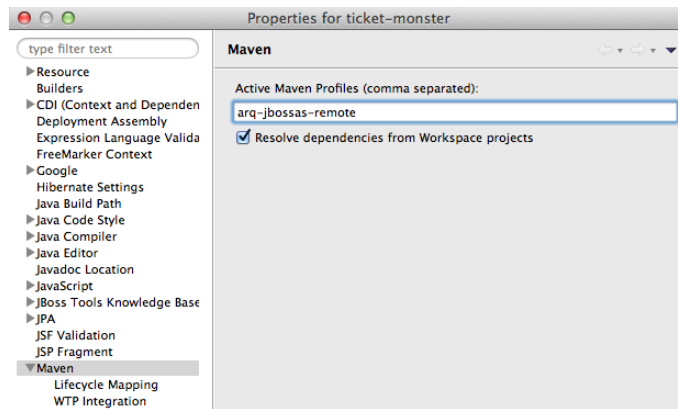 Properties for ticket-monster
type filter text
Resource
Builders
CDI (Context and Dependen
Deployment Assembly
Expression Language Valida
FreeMarker Context
Google
Hibernate Settings
Java Build Path
Java Code Style
Java Compiler
Java Editor
Javadoc Location
JavaScript
JBoss Tools Knowledge Base
JPA
JSF Validation
JSP Fragment
Maven
Lifecycle Mapping
WTP Integration
Maven
Active Maven Profiles (comma separated):
arq-jbossas-remote
Resolve dependencies from Workspace projects